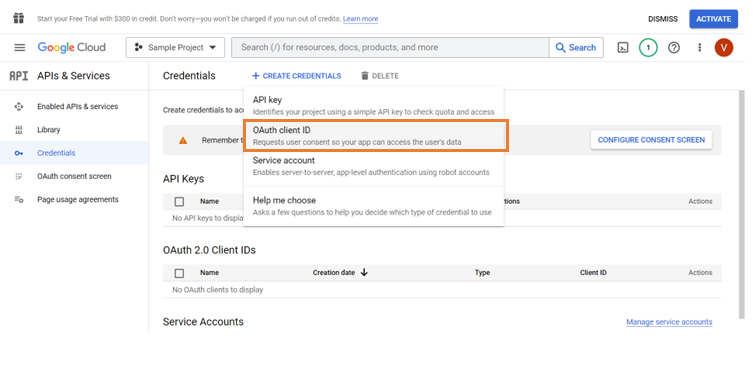 Start your Free Trial with $300 in credit. Don't worry—you won't be charged if you run out of credits. Learn more
DISMISS
ACTIVATE
Google Cloud
Sample Project
Search (/) for resources, docs, products, and more
Search
1
V
API APIs & Services
Credentials
+ CREATE CREDENTIALS
DELETE
Enabled APIs & services
Library
Credentials
OAuth consent screen
Page usage agreements
Create credentials to acc
API key
Identifies your project using a simple API key to check quota and access
OAuth client ID
Requests user consent so your app can access the user's data
Service account
Enables server-to-server, app-level authentication using robot accounts
Help me choose
Asks a few questions to help you decide which type of credential to use
Remember t
CONFIGURE CONSENT SCREEN
API Keys
Name
tions
Actions
No API keys to displa
OAuth 2.0 Client IDs
Name
Creation date
Type
Client ID
Actions
No OAuth clients to display
Service Accounts
Manage service accounts